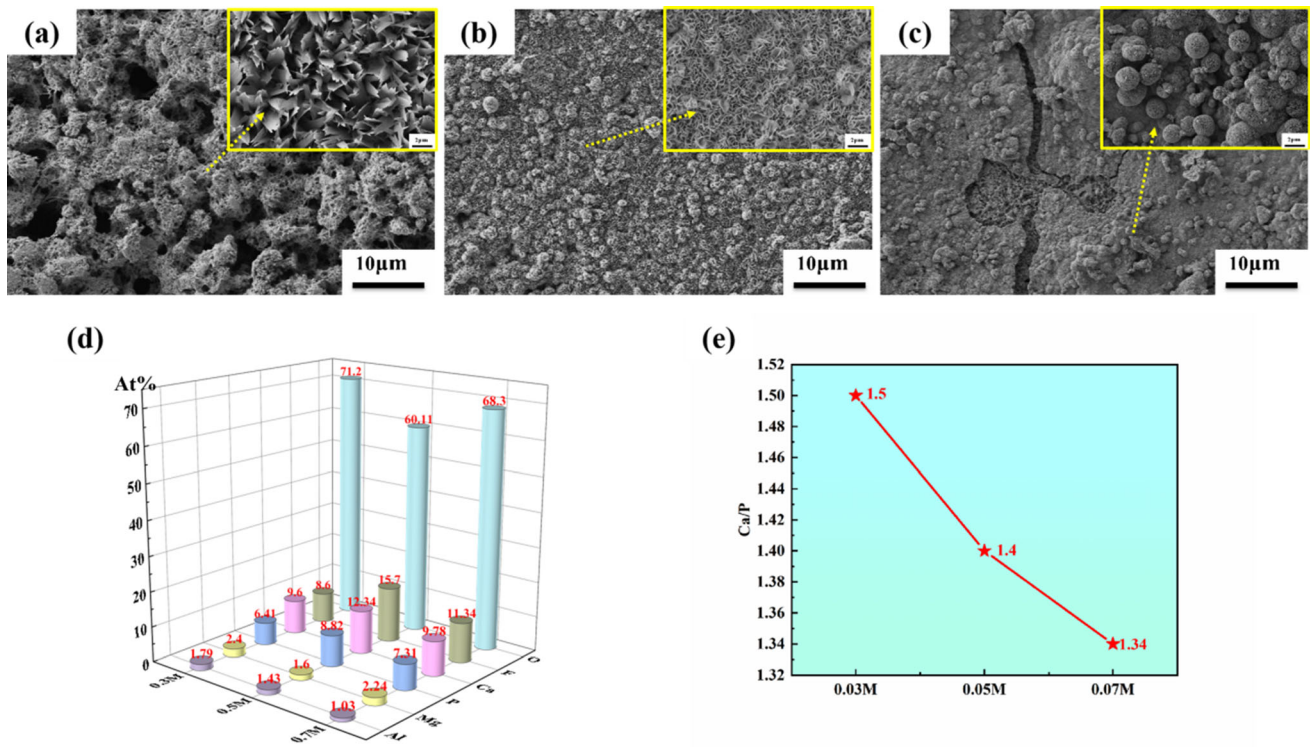 (a)
2μm
10μm
(b)
2μm
10μm
(c)
2μm
10μm
(d)
At%
70
60
50
40
30
20
10
0
71.2
60.11
68.3
8.6
15.7
11.34
9.6
12.34
9.78
6.41
8.82
7.31
2.4
1.6
2.24
1.79
1.43
1.03
0.3M
0.5M
0.7M
Al
Mg
P
Ca
F
O
(e)
Ca/P
1.52
1.50
1.48
1.46
1.44
1.42
1.40
1.38
1.36
1.34
1.32
1.5
1.4
1.34
0.03M 0.05M 0.07M